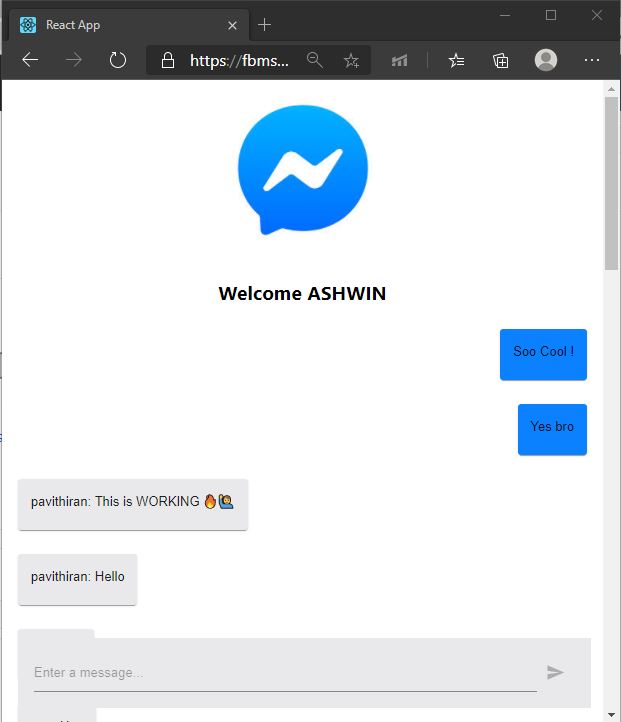 React App
https://fbms...
Welcome ASHWIN
Soo Cool !
Yes bro
pavithiran: This is WORKING 🔥🙋
pavithiran: Hello
Enter a message...